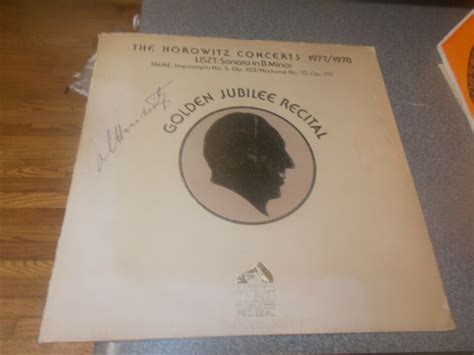 THE HOROWITZ CONCERTS 1977/1978
LISZT: Sonata in B Minor
FAURÉ: Impromptu No. 5, Op. 102/Nocturne No. 13, Op. 119
GOLDEN JUBILEE RECITAL
RED SEAL